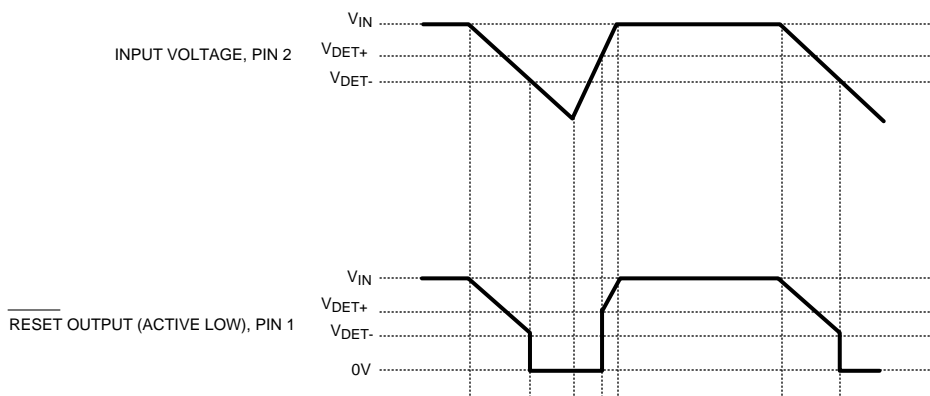 V_IN
INPUT VOLTAGE, PIN 2
V_DET+
V_DET-
V_IN
V_DET+
RESET OUTPUT (ACTIVE LOW), PIN 1
V_DET-
0V